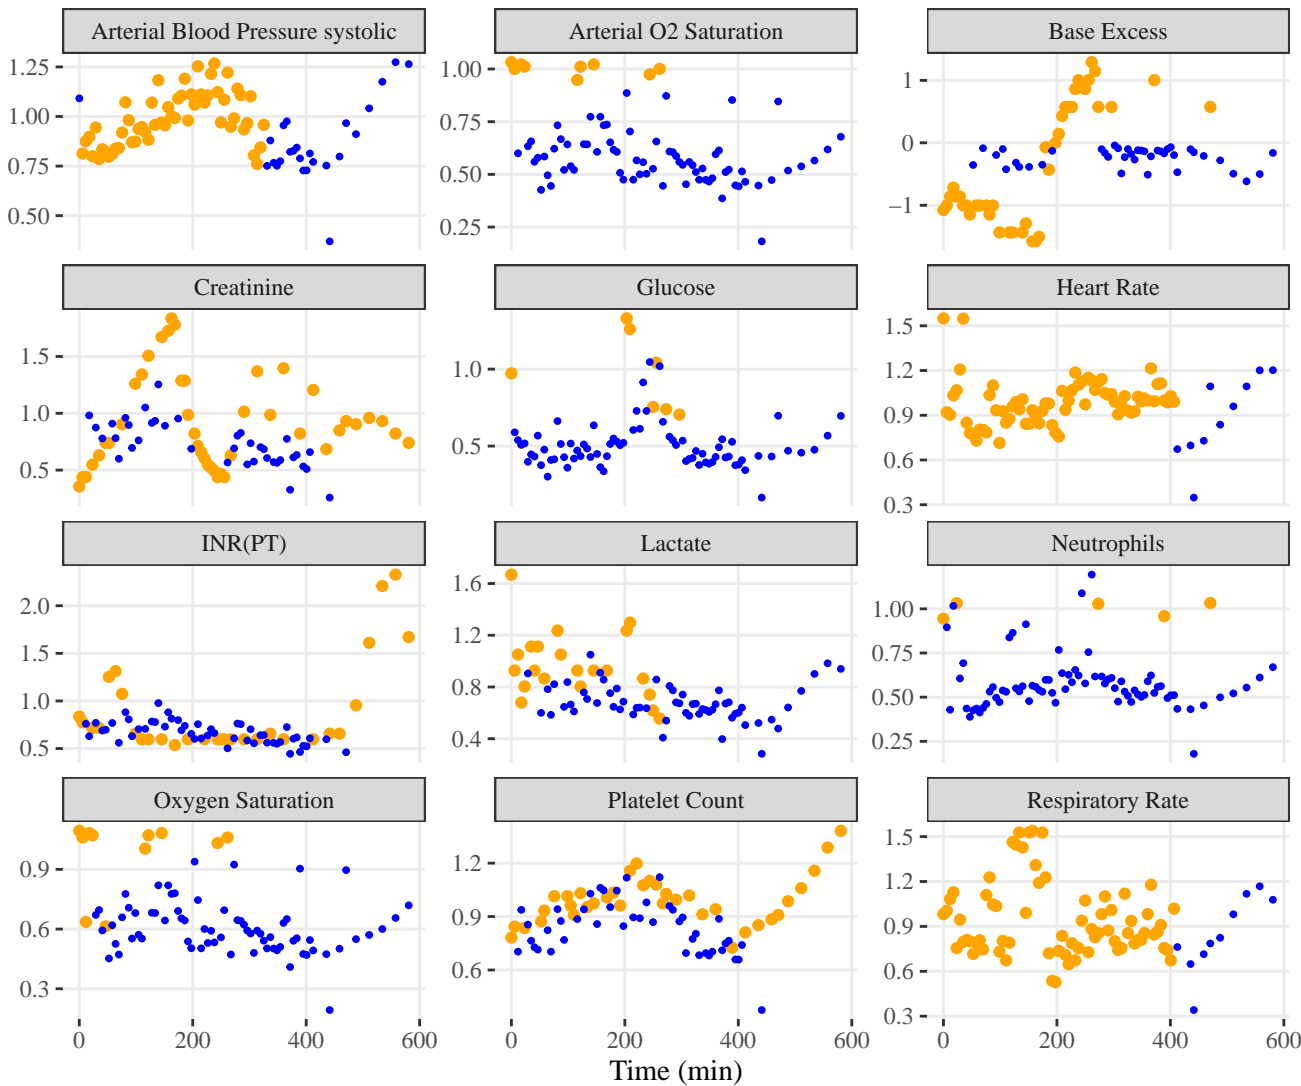 Arterial Blood Pressure systolic
Arterial O2 Saturation
Base Excess
1.25
1.00
0.75
0.50
1.00
0.75
0.50
0.25
1
0
−1
Creatinine
Glucose
Heart Rate
1.5
1.0
0.5
1.0
0.5
1.5
1.2
0.9
0.6
0.3
INR(PT)
Lactate
Neutrophils
2.0
1.5
1.0
0.5
1.6
1.2
0.8
0.4
1.00
0.75
0.50
0.25
Oxygen Saturation
Platelet Count
Respiratory Rate
0.9
0.6
0.3
1.2
0.9
0.6
1.5
1.2
0.9
0.6
0.3
0 200 400 600
0 200 400 600
0 200 400 600
Time (min)